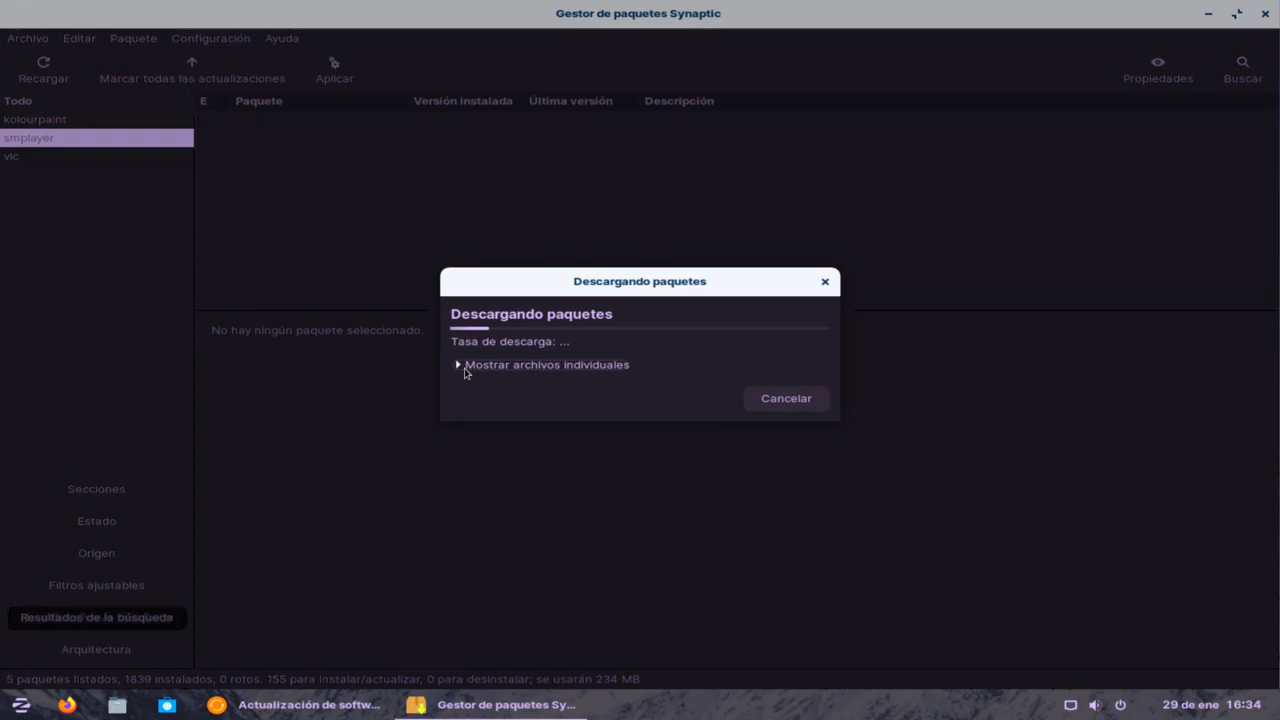 Gestor de paquetes Synaptic
Archivo Editar Paquete Configuración Ayuda
Recargar Marcar todas las actualizaciones Aplicar Propiedades Buscar
Todo E Paquete Versión instalada Última versión Descripción
kolourpaint
smplayer
vlc
Descargando paquetes
Descargando paquetes
No hay ningún paquete seleccionado.
Tasa de descarga: ...
Mostrar archivos individuales
Cancelar
Secciones
Estado
Origen
Filtros ajustables
Resultados de la búsqueda
Arquitectura
5 paquetes listados, 1839 instalados, 0 rotos. 155 para instalar/actualizar, 0 para desinstalar; se usarán 234 MB
Actualización de softw... Gestor de paquetes Sy... 29 de ene 16:34